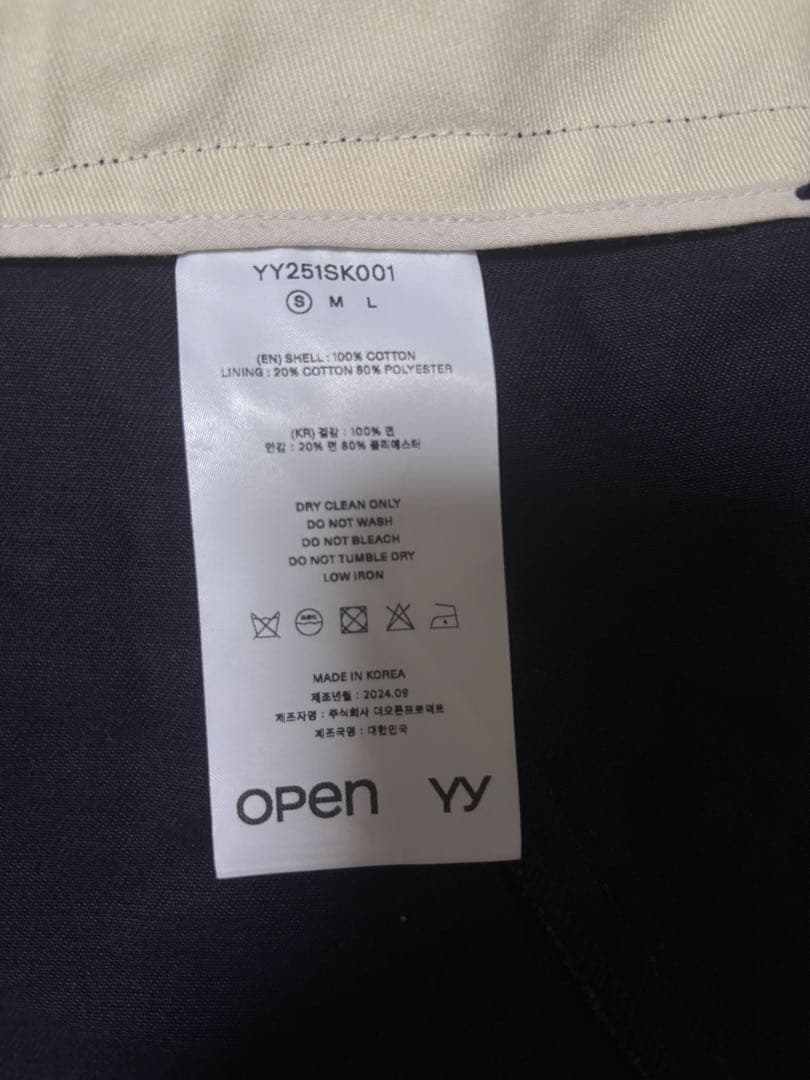 YY251SK001
S M L
(EN) SHELL : 100% COTTON
LINING : 20% COTTON 80% POLYESTER
(KR) 겉감 : 100% 면
안감 : 20% 면 80% 폴리에스터
DRY CLEAN ONLY
DO NOT WASH
DO NOT BLEACH
DO NOT TUMBLE DRY
LOW IRON
MADE IN KOREA
제조년월 : 2024.09
제조자명 : 주식회사 더오픈프로덕트
제조국명 : 대한민국
OPEN YY